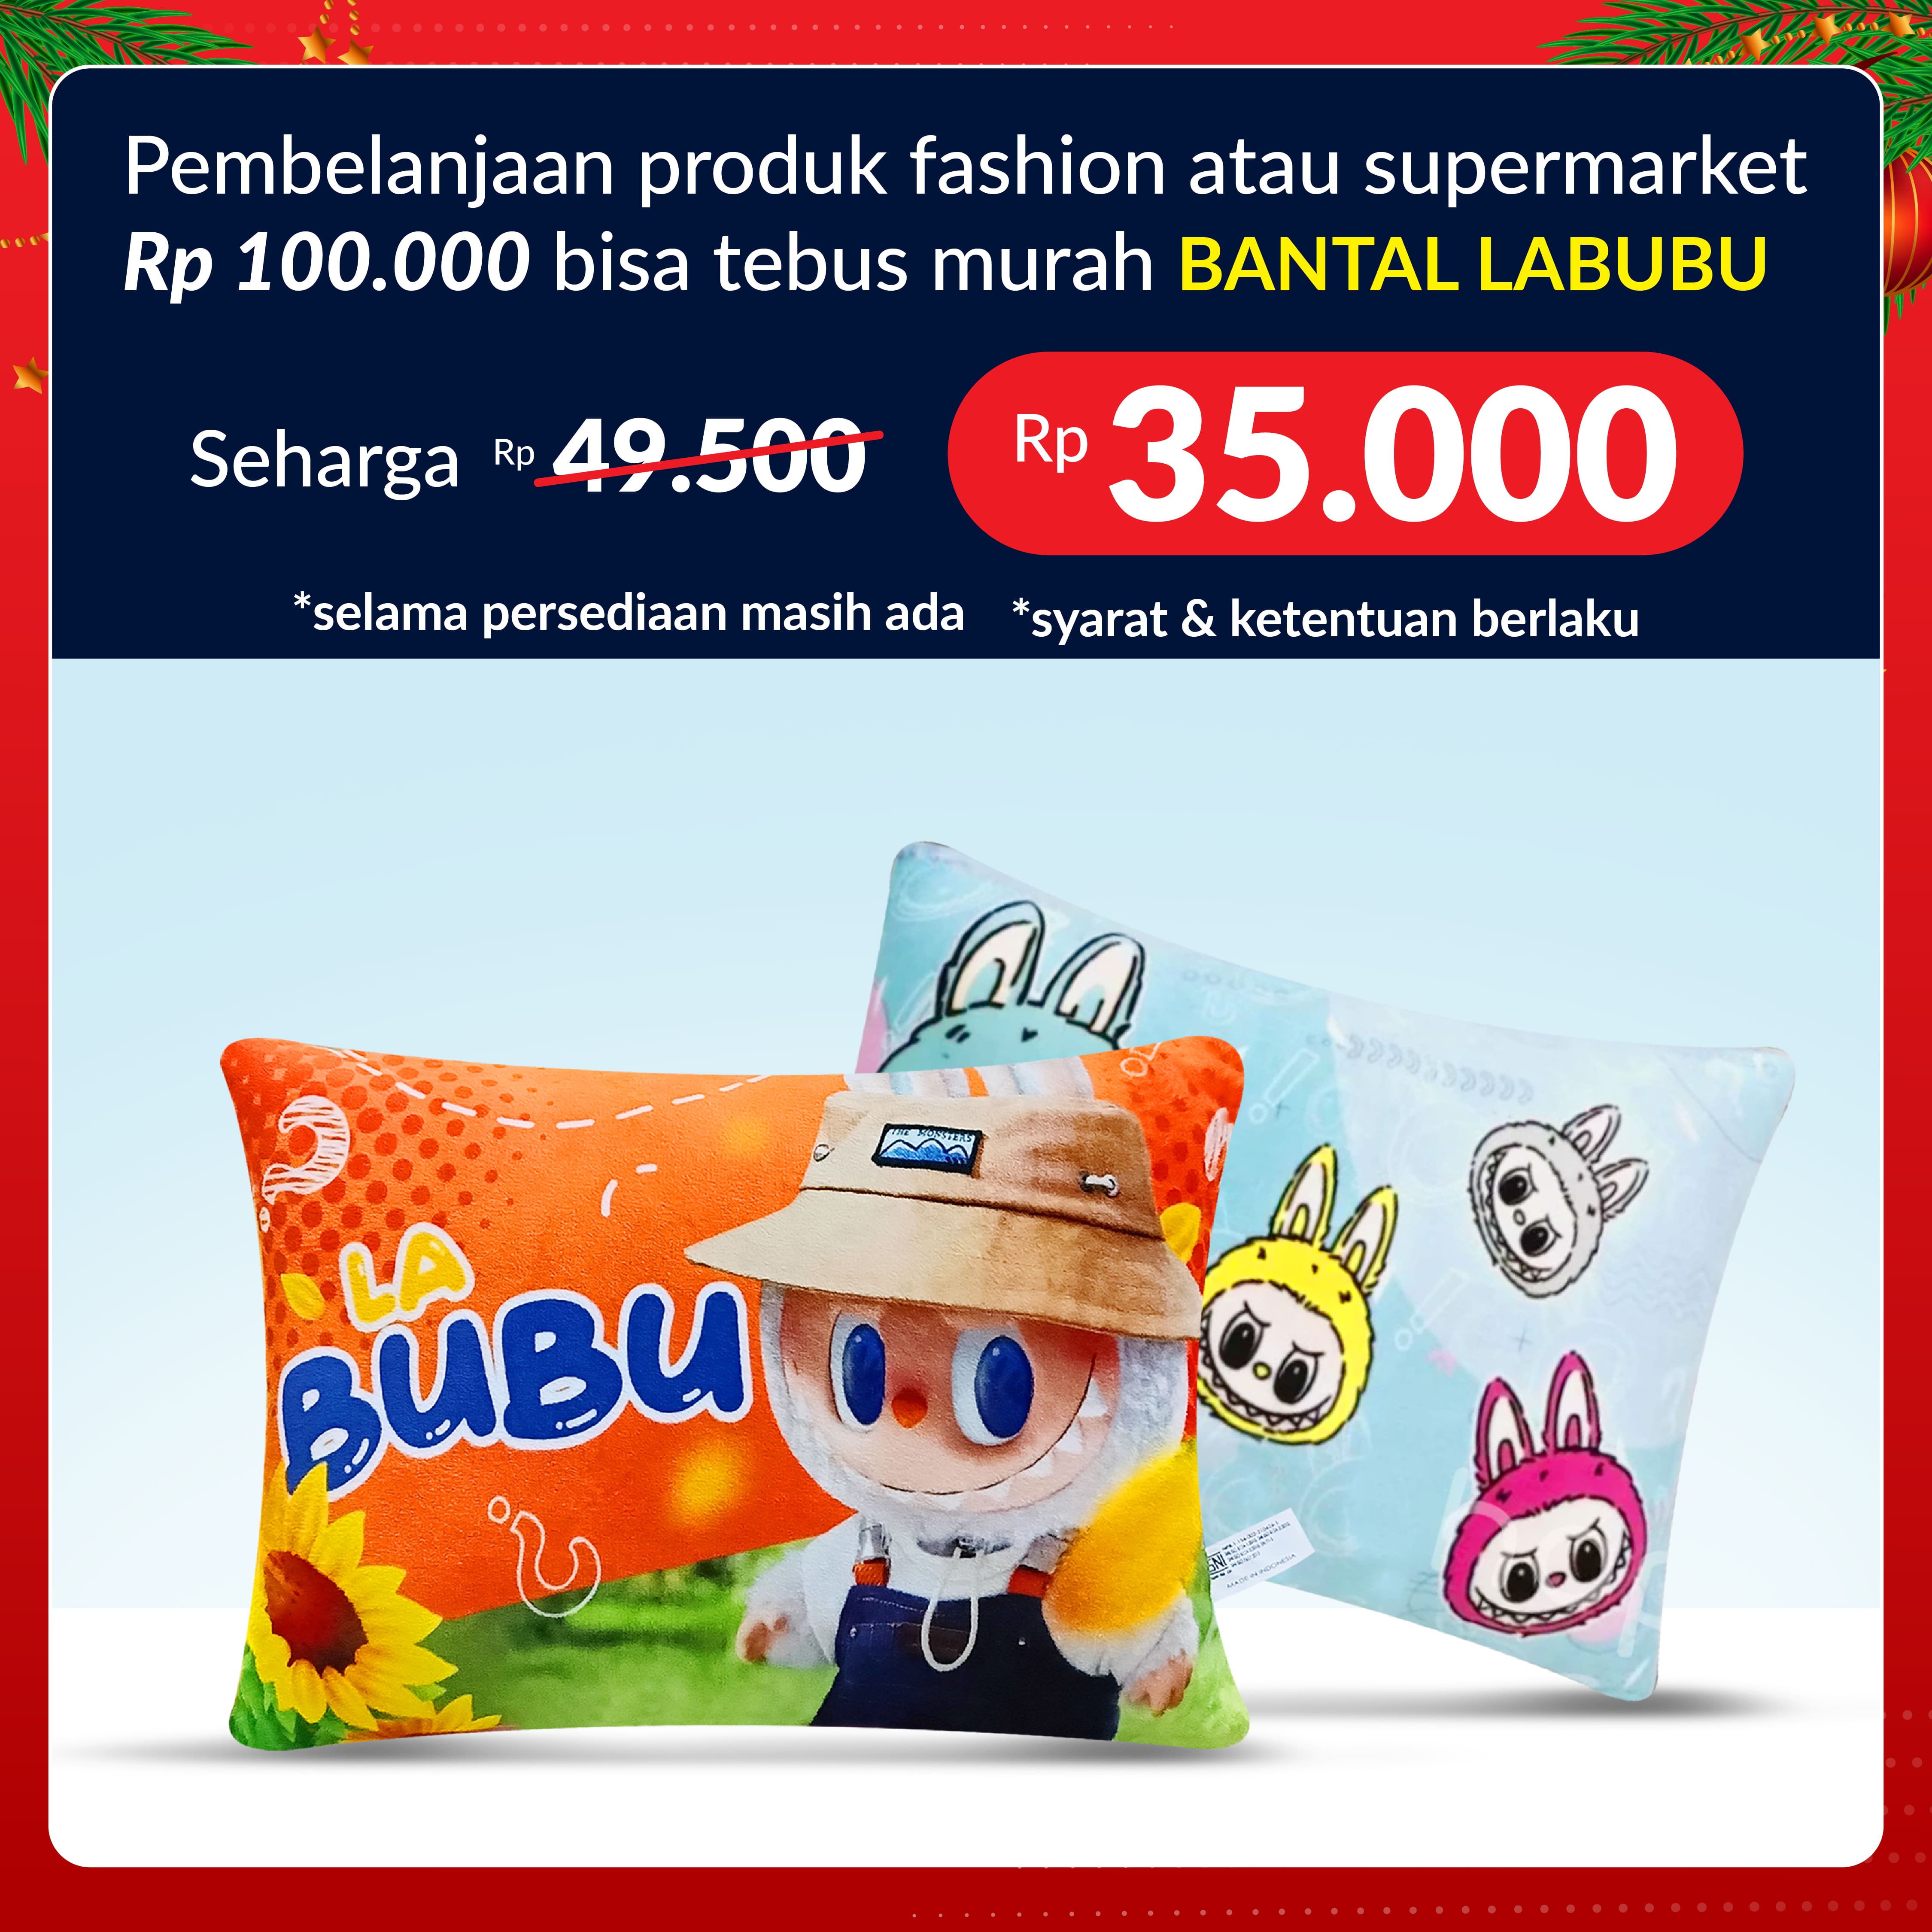 Pembelanjaan produk fashion atau supermarket
Rp 100.000 bisa tebus murah BANTAL LABUBU
Seharga Rp 49.500 Rp 35.000
*selama persediaan masih ada *syarat & ketentuan berlaku
THE MONSTERS
LA
BUBU
MADE IN INDONESIA